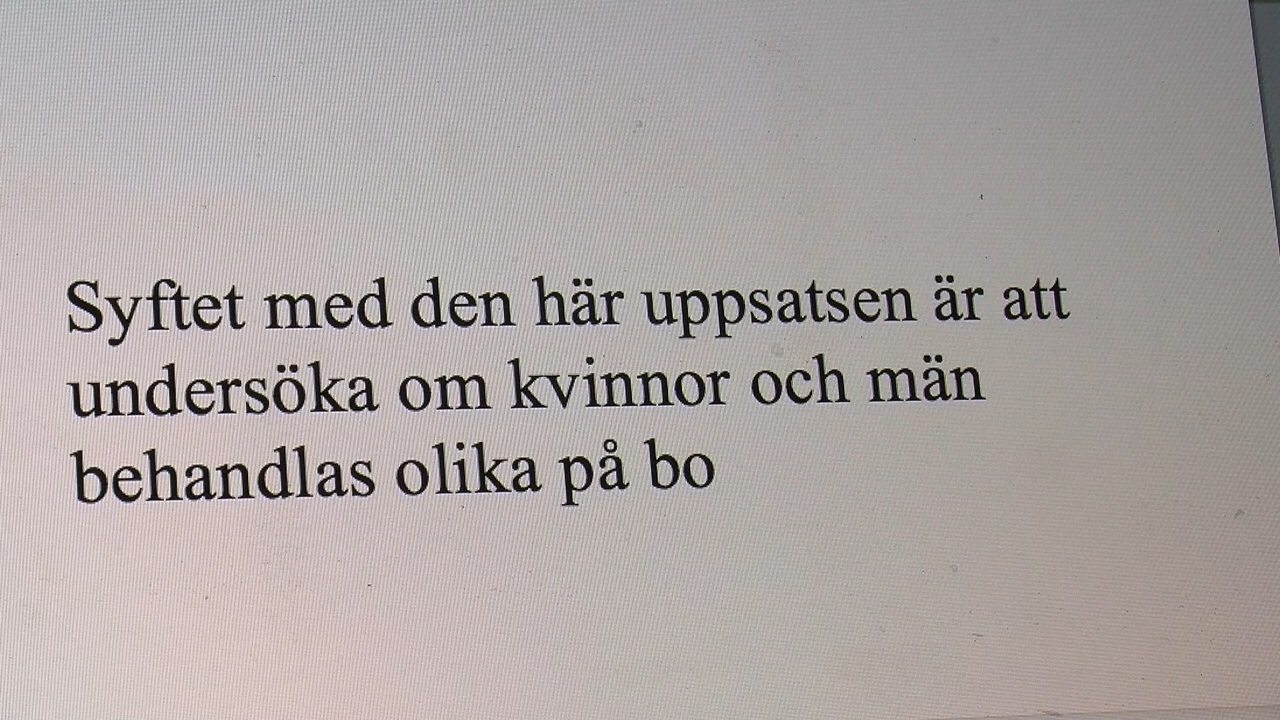 Syftet med den här uppsatsen är att
undersöka om kvinnor och män
behandlas olika på bo